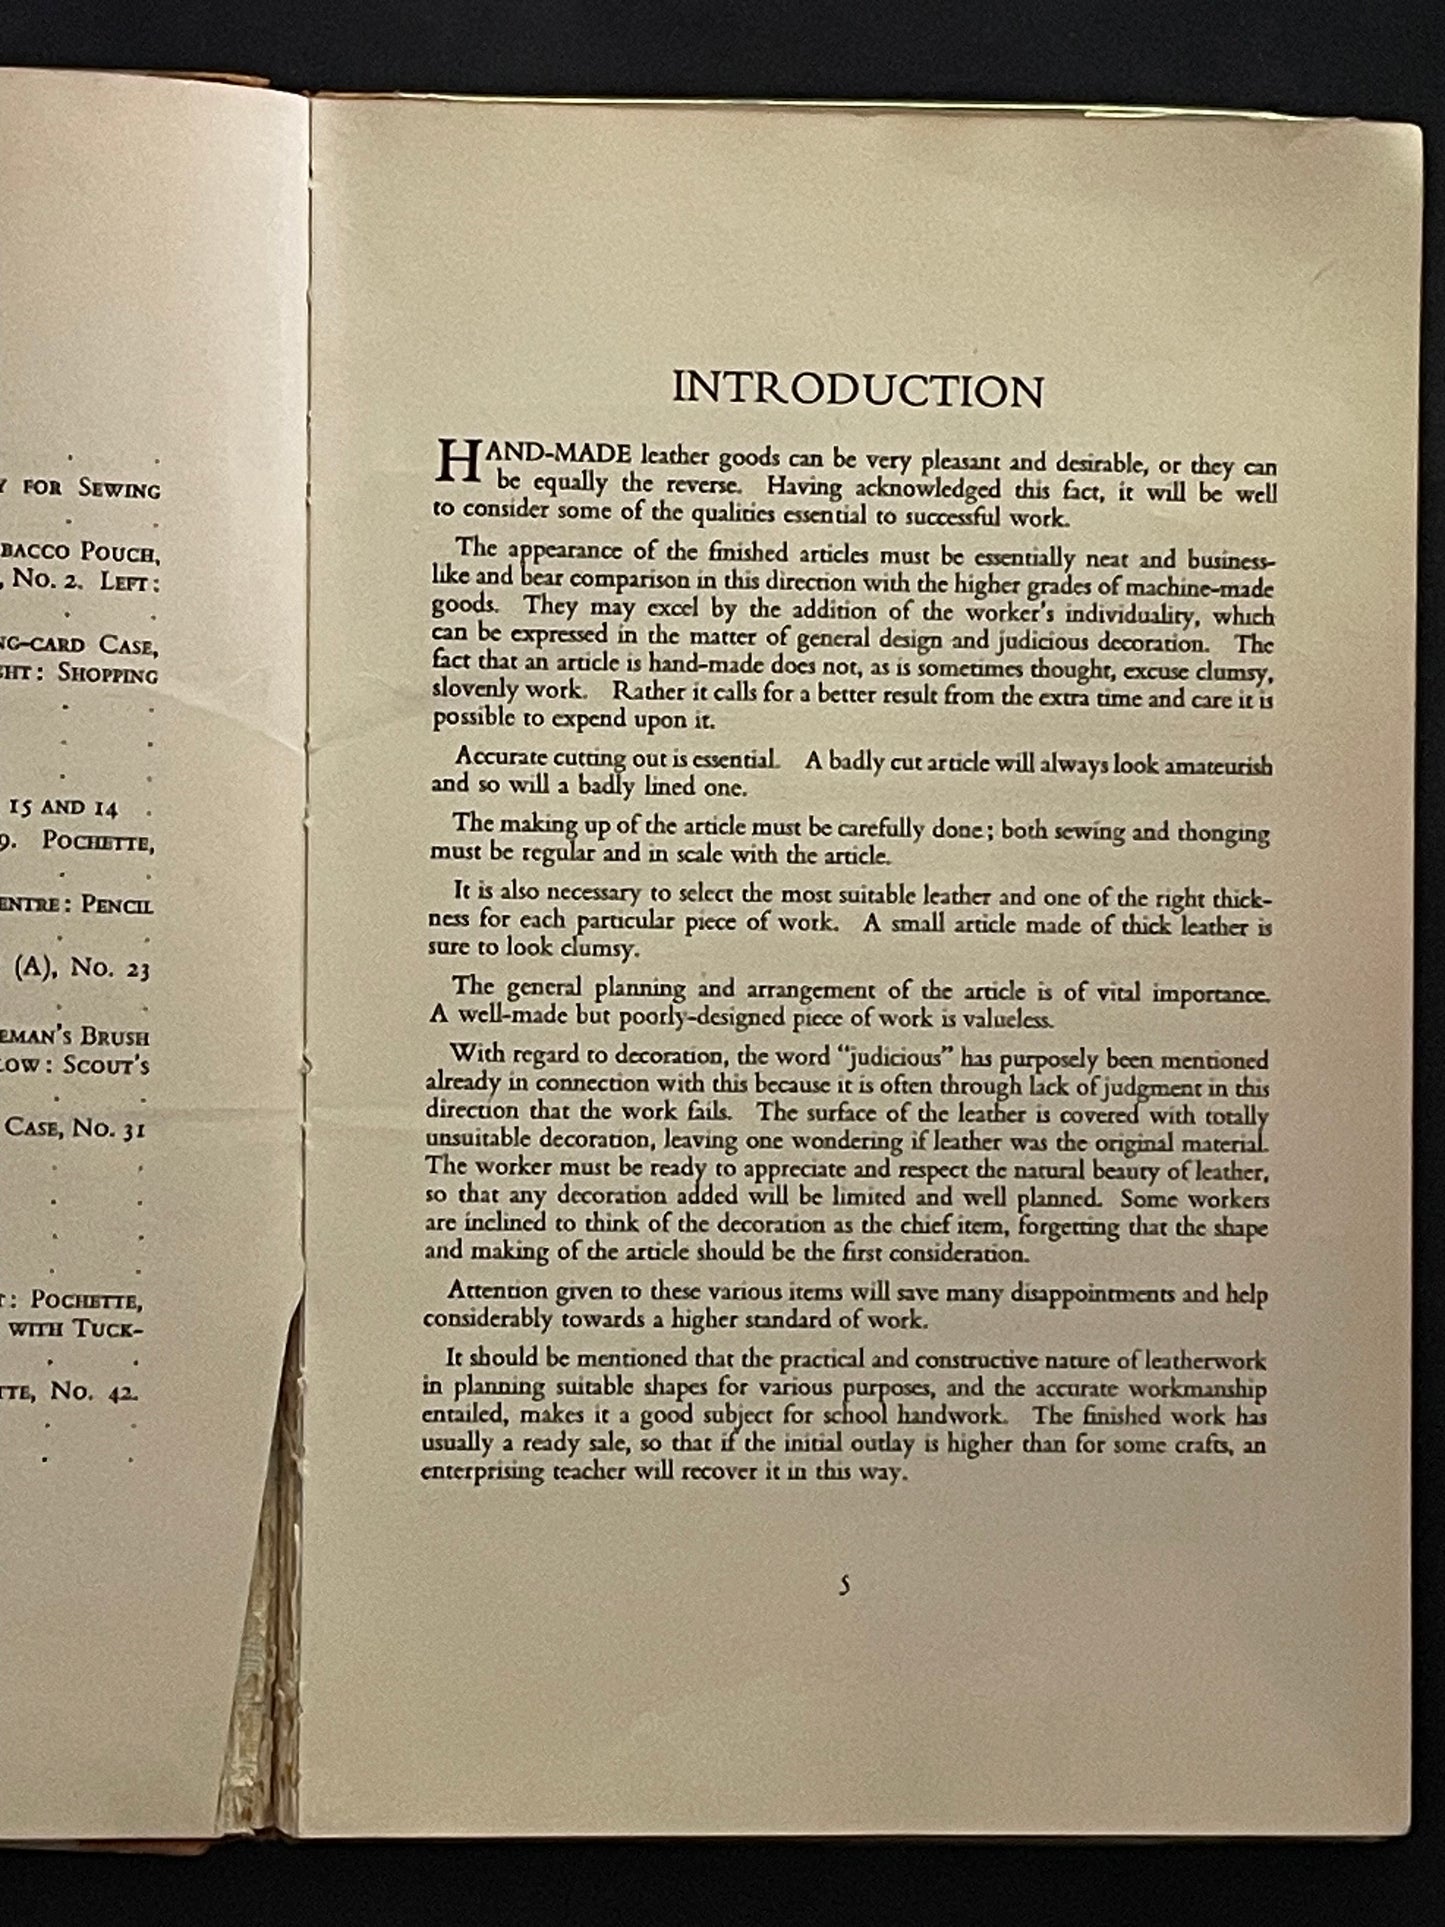 Y FOR SEWING
BACCO POUCH,
, NO. 2. LEFT:
NG-CARD CASE,
GHT: SHOPPING
15 AND 14
9. POCHETTE,
ENTRE: PENCIL
(A), NO. 23
EMAN'S BRUSH
LOW: SCOUT'S
CASE, NO. 31
T: POCHETTE,
WITH TUCK-
TTE, NO. 42.
INTRODUCTION
HAND-MADE leather goods can be very pleasant and desirable, or they can
be equally the reverse. Having acknowledged this fact, it will be well
to consider some of the qualities essential to successful work.
The appearance of the finished articles must be essentially neat and business-
like and bear comparison in this direction with the higher grades of machine-made
goods. They may excel by the addition of the worker's individuality, which
can be expressed in the matter of general design and judicious decoration. The
fact that an article is hand-made does not, as is sometimes thought, excuse clumsy,
slovenly work. Rather it calls for a better result from the extra time and care it is
possible to expend upon it.
Accurate cutting out is essential. A badly cut article will always look amateurish
and so will a badly lined one.
The making up of the article must be carefully done; both sewing and thonging
must be regular and in scale with the article.
It is also necessary to select the most suitable leather and one of the right thick-
ness for each particular piece of work. A small article made of thick leather is
sure to look clumsy.
The general planning and arrangement of the article is of vital importance.
A well-made but poorly-designed piece of work is valueless.
With regard to decoration, the word "judicious" has purposely been mentioned
already in connection with this because it is often through lack of judgment in this
direction that the work fails. The surface of the leather is covered with totally
unsuitable decoration, leaving one wondering if leather was the original material.
The worker must be ready to appreciate and respect the natural beauty of leather,
so that any decoration added will be limited and well planned. Some workers
are inclined to think of the decoration as the chief item, forgetting that the shape
and making of the article should be the first consideration.
Attention given to these various items will save many disappointments and help
considerably towards a higher standard of work.
It should be mentioned that the practical and constructive nature of leatherwork
in planning suitable shapes for various purposes, and the accurate workmanship
entailed, makes it a good subject for school handwork. The finished work has
usually a ready sale, so that if the initial outlay is higher than for some crafts, an
enterprising teacher will recover it in this way.
5